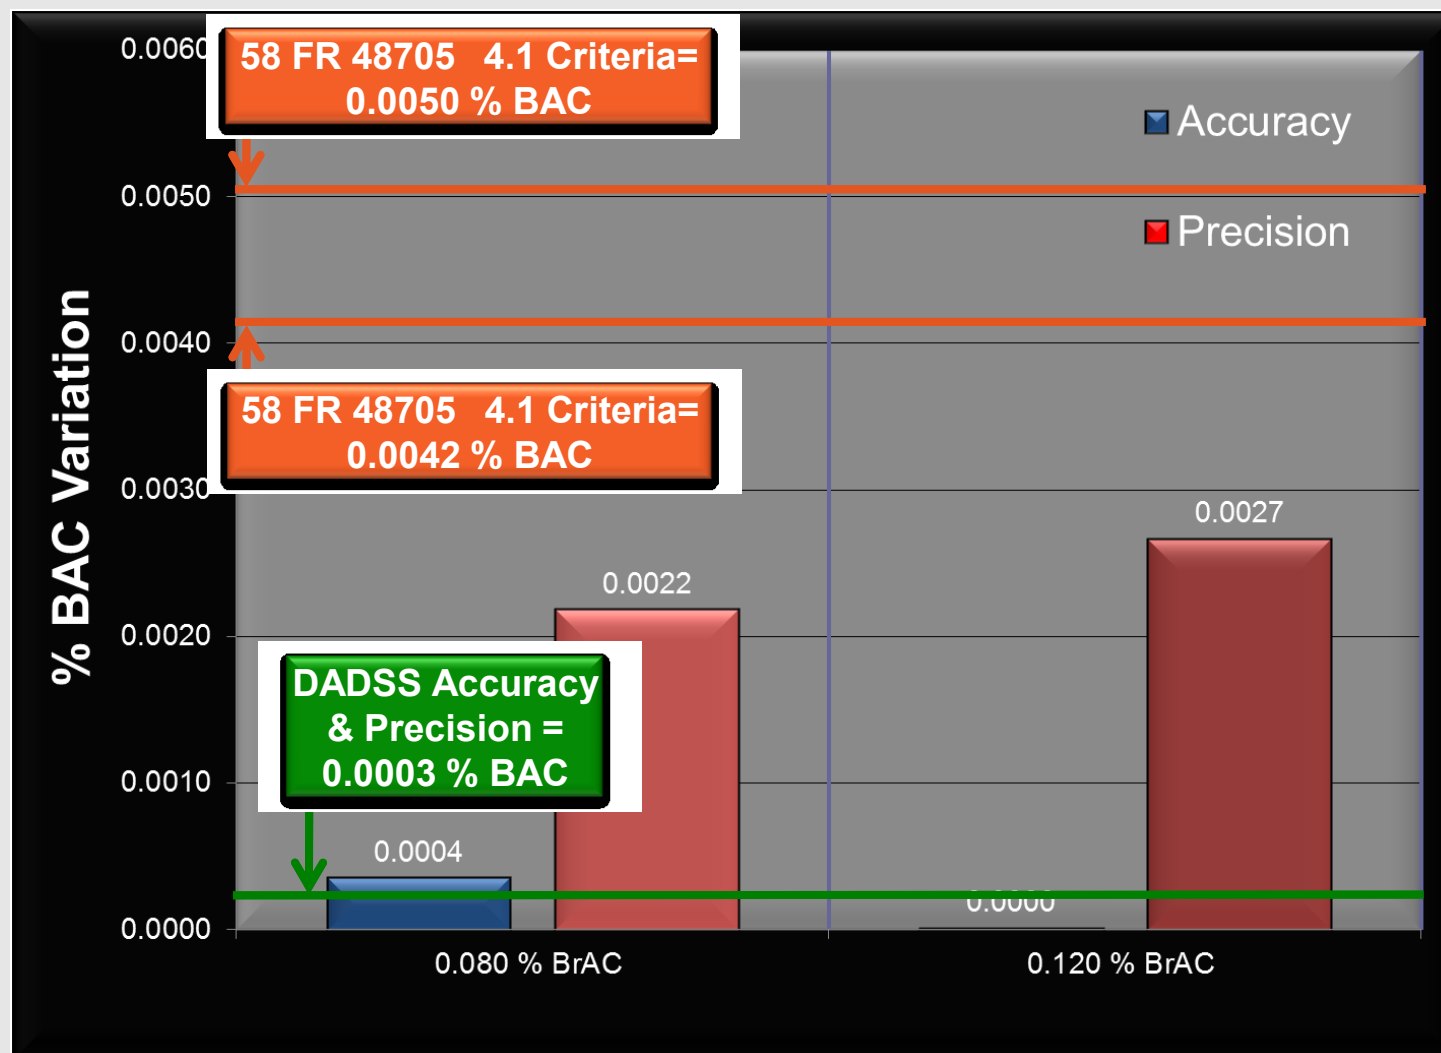 0.0060
58 FR 48705   4.1 Criteria=
0.0050 % BAC
Accuracy
0.0050
Precision
0.0040
58 FR 48705   4.1 Criteria=
0.0042 % BAC
0.0030
0.0027
0.0022
0.0020
DADSS Accuracy
& Precision =
0.0003 % BAC
0.0010
0.0004
0.0000
0.0000
0.080 % BrAC
0.120 % BrAC
% BAC Variation